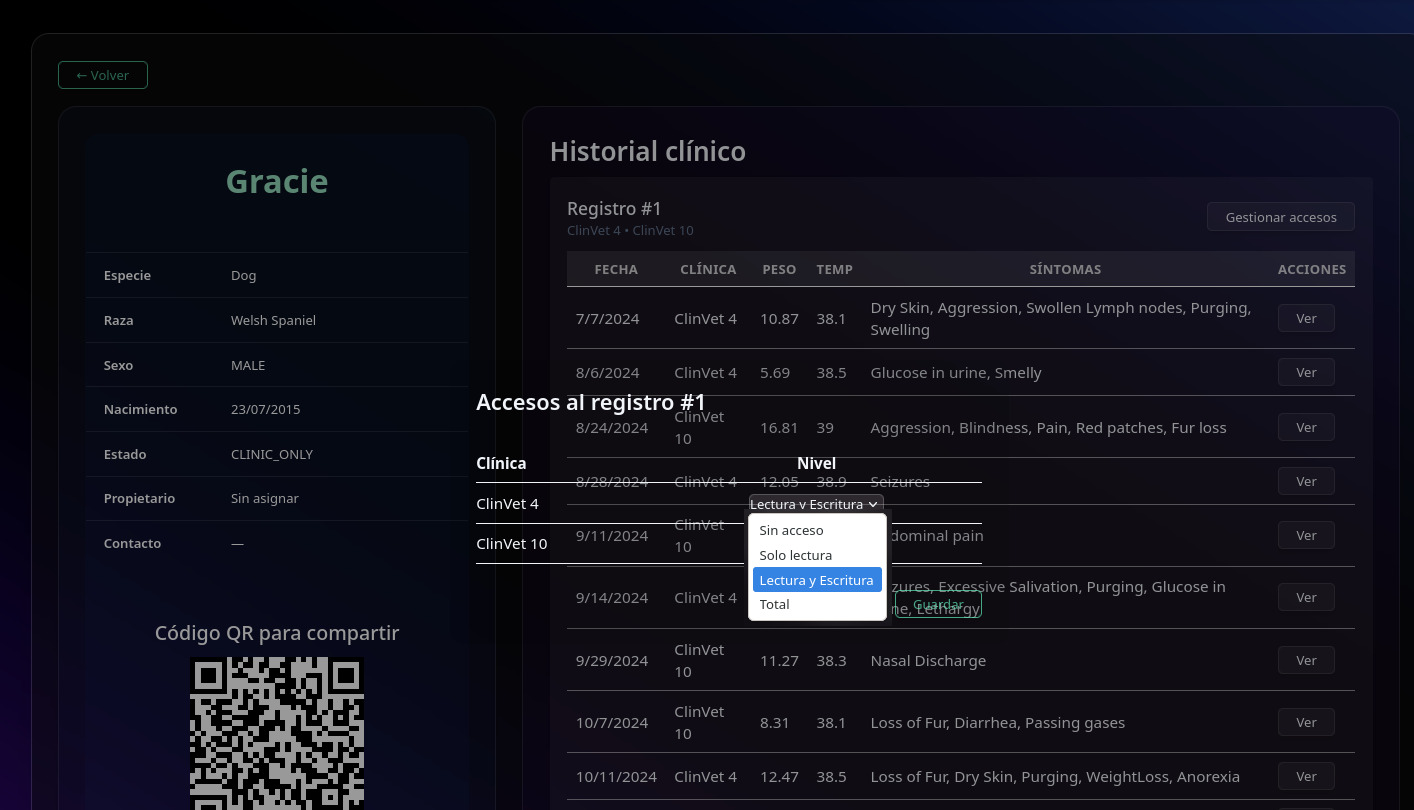 ← Volver
Gracie
Especie Dog
Raza Welsh Spaniel
Sexo MALE
Nacimiento 23/07/2015
Estado CLINIC_ONLY
Propietario Sin asignar
Contacto —
Código QR para compartir
Historial clínico
Registro #1
ClinVet 4 • ClinVet 10
Gestionar accesos
FECHA CLÍNICA PESO TEMP SÍNTOMAS ACCIONES
7/7/2024 ClinVet 4 10.87 38.1 Dry Skin, Aggression, Swollen Lymph nodes, Purging,
Swelling Ver
8/6/2024 ClinVet 4 5.69 38.5 Glucose in urine, Smelly Ver
8/24/2024 ClinVet
10 16.81 39 Aggression, Blindness, Pain, Red patches, Fur loss Ver
8/28/2024 ClinVet 4 12.05 38.9 Seizures Ver
9/11/2024 ClinVet
10 dominal pain Ver
9/14/2024 ClinVet 4 zures, Excessive Salivation, Purging, Glucose in
ne, Lethargy Ver
9/29/2024 ClinVet
10 11.27 38.3 Nasal Discharge Ver
10/7/2024 ClinVet
10 8.31 38.1 Loss of Fur, Diarrhea, Passing gases Ver
10/11/2024 ClinVet 4 12.47 38.5 Loss of Fur, Dry Skin, Purging, WeightLoss, Anorexia Ver
Accesos al registro #1
Clínica Nivel
ClinVet 4 Lectura y Escritura
ClinVet 10
Sin acceso
Solo lectura
Lectura y Escritura
Total
Guardar